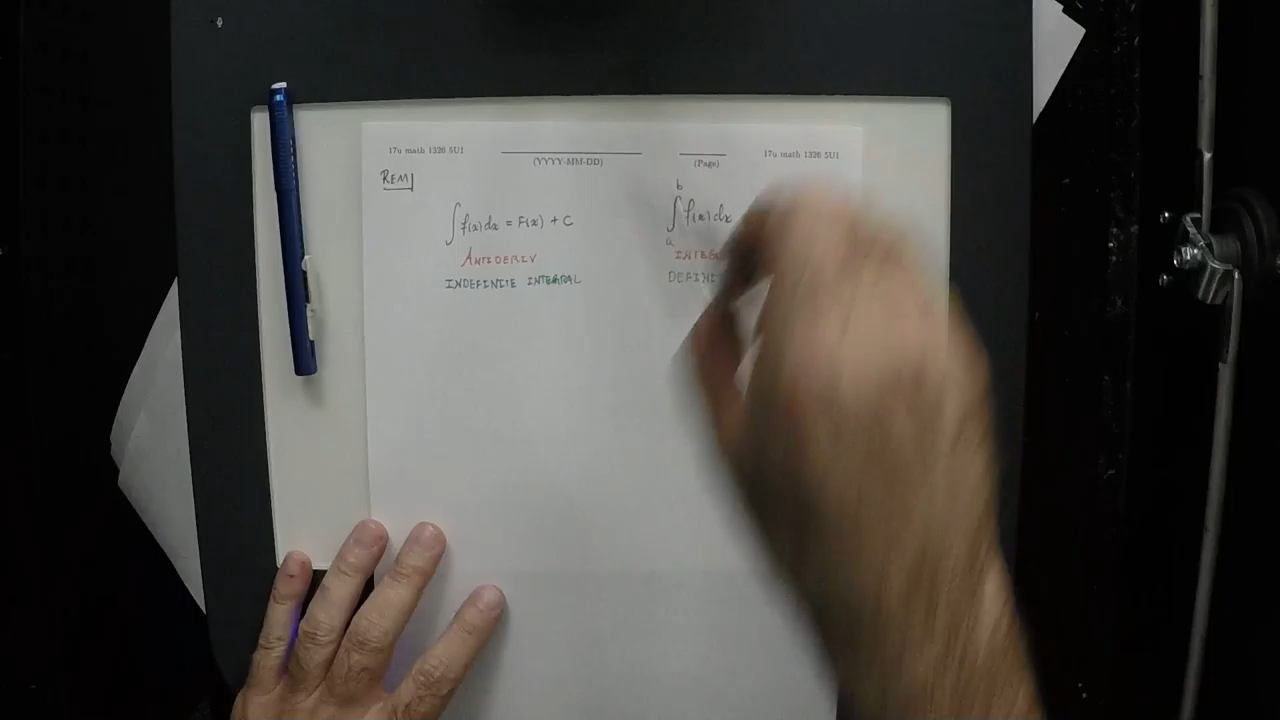 17u math 1326 5U1
(YYYY-MM-DD)
(Page)
17u math 1326 5U1
REM
∫ f(x) dx = F(x) + C
ANTIDERIV
INDEFINITE INTEGRAL
b
∫ f(x) dx
a